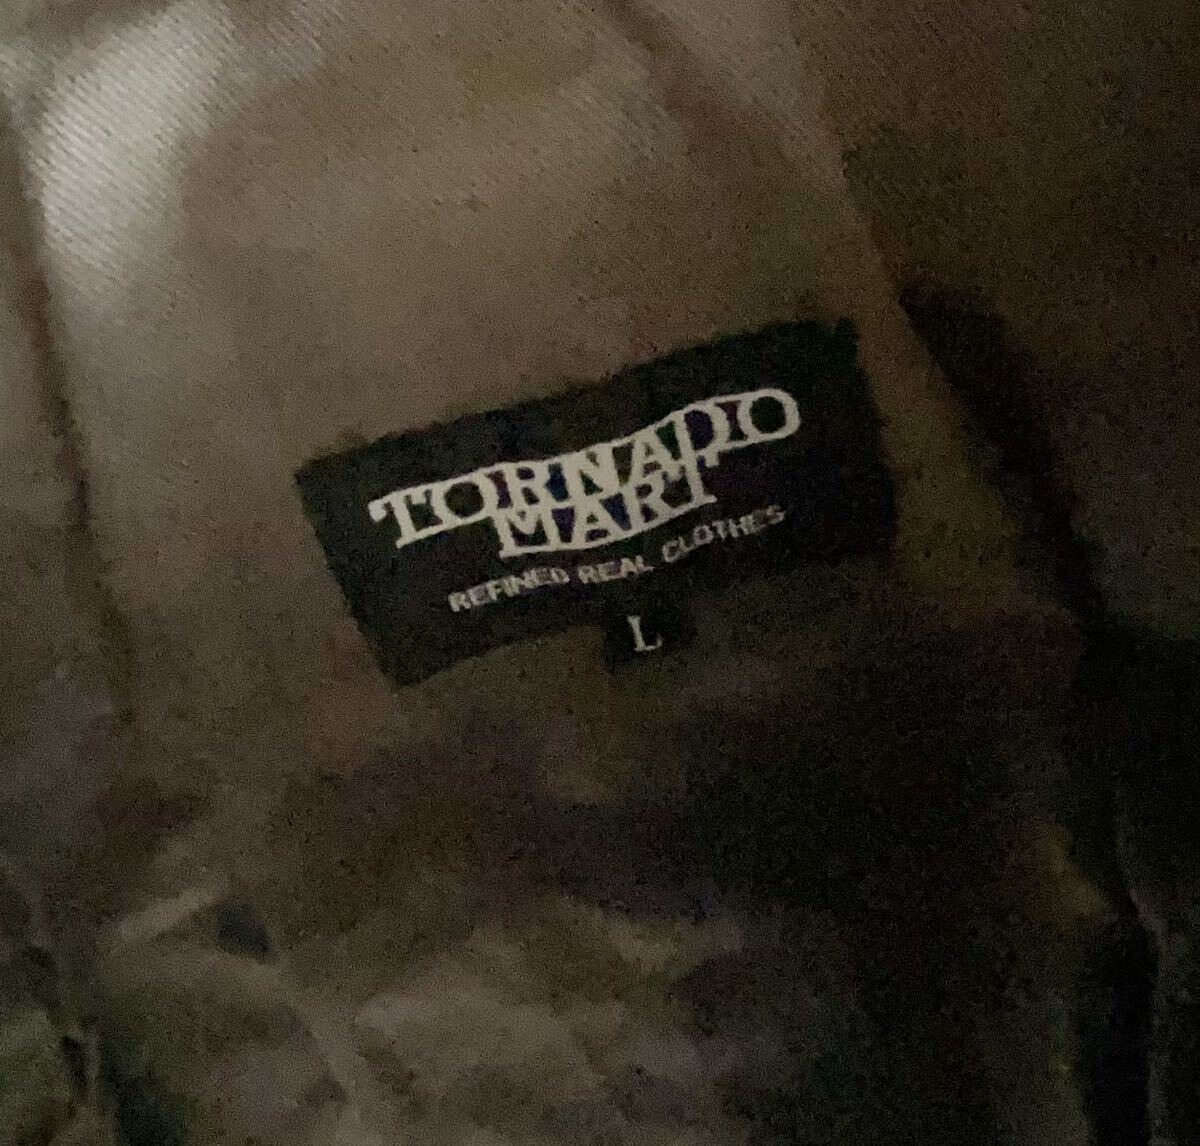 TORNADO
MART
REFINED REAL CLOTHES
L